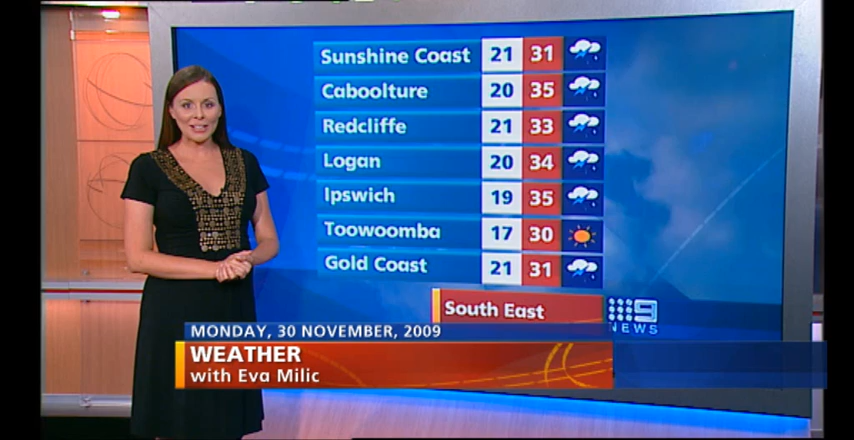 Sunshine Coast 21 31
Caboolture 20 35
Redcliffe 21 33
Logan 20 34
Ipswich 19 35
Toowoomba 17 30
Gold Coast 21 31
South East
9
NEWS
MONDAY, 30 NOVEMBER, 2009
WEATHER
with Eva Milic